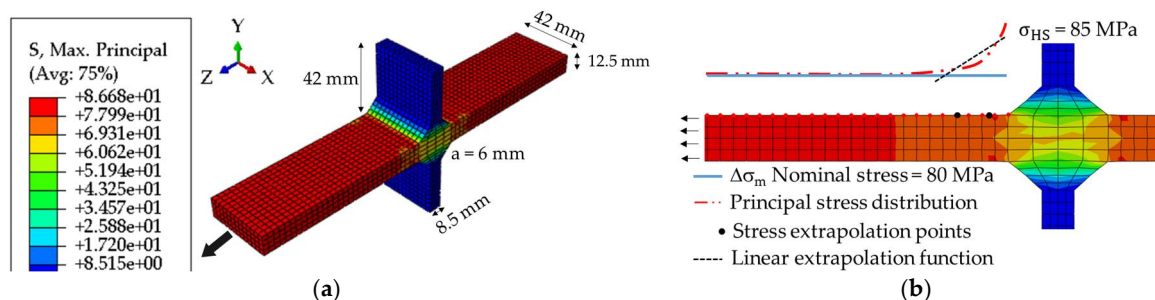 S, Max. Principal
(Avg: 75%)
+8.668e+01
+7.799e+01
+6.931e+01
+6.062e+01
+5.194e+01
+4.325e+01
+3.457e+01
+2.588e+01
+1.720e+01
+8.515e+00
Y
Z
X
42 mm
42 mm
12.5 mm
a = 6 mm
8.5 mm
(a)
σHS = 85 MPa
Δσm Nominal stress = 80 MPa
Principal stress distribution
Stress extrapolation points
Linear extrapolation function
(b)